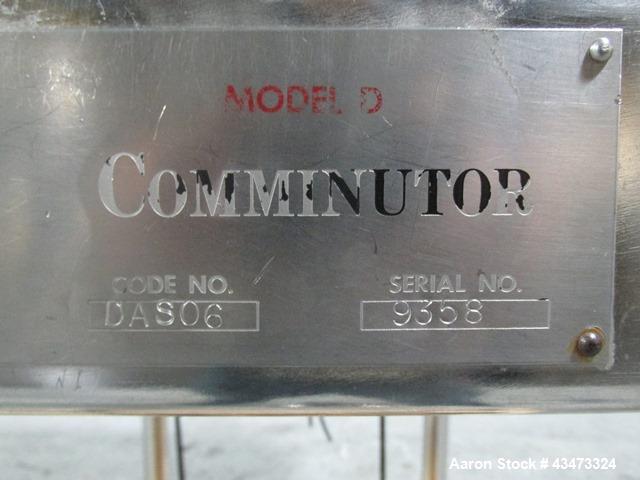 MODEL D
COMMINUTOR
CODE NO. SERIAL NO.
DAS06 9358
Aaron Stock # 43473324